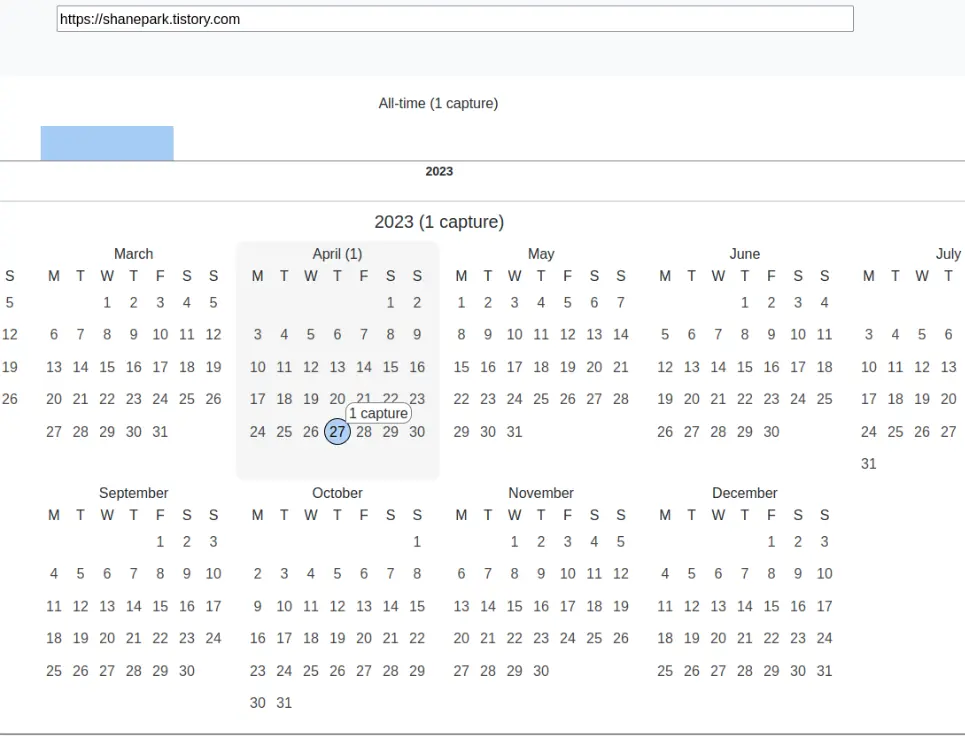 https://shanepark.tistory.com
All-time (1 capture)
2023
2023 (1 capture)
March April (1) May June July
S M T W T F S S M T W T F S S M T W T F S S M T W T F S S M T W T
5 1 2 3 4 5 1 2 1 2 3 4 5 6 7 1 2 3 4
12 6 7 8 9 10 11 12 3 4 5 6 7 8 9 8 9 10 11 12 13 14 5 6 7 8 9 10 11 3 4 5 6
19 13 14 15 16 17 18 19 10 11 12 13 14 15 16 15 16 17 18 19 20 21 12 13 14 15 16 17 18 10 11 12 13
26 20 21 22 23 24 25 26 17 18 19 20 21 22 23 22 23 24 25 26 27 28 19 20 21 22 23 24 25 17 18 19 20
1 capture
27 28 29 30 31 24 25 26 27 28 29 30 29 30 31 26 27 28 29 30 24 25 26 27
31
September October November December
M T W T F S S M T W T F S S M T W T F S S M T W T F S S
1 2 3 1 1 2 3 4 5 1 2 3
4 5 6 7 8 9 10 2 3 4 5 6 7 8 6 7 8 9 10 11 12 4 5 6 7 8 9 10
11 12 13 14 15 16 17 9 10 11 12 13 14 15 13 14 15 16 17 18 19 11 12 13 14 15 16 17
18 19 20 21 22 23 24 16 17 18 19 20 21 22 20 21 22 23 24 25 26 18 19 20 21 22 23 24
25 26 27 28 29 30 23 24 25 26 27 28 29 27 28 29 30 25 26 27 28 29 30 31
30 31